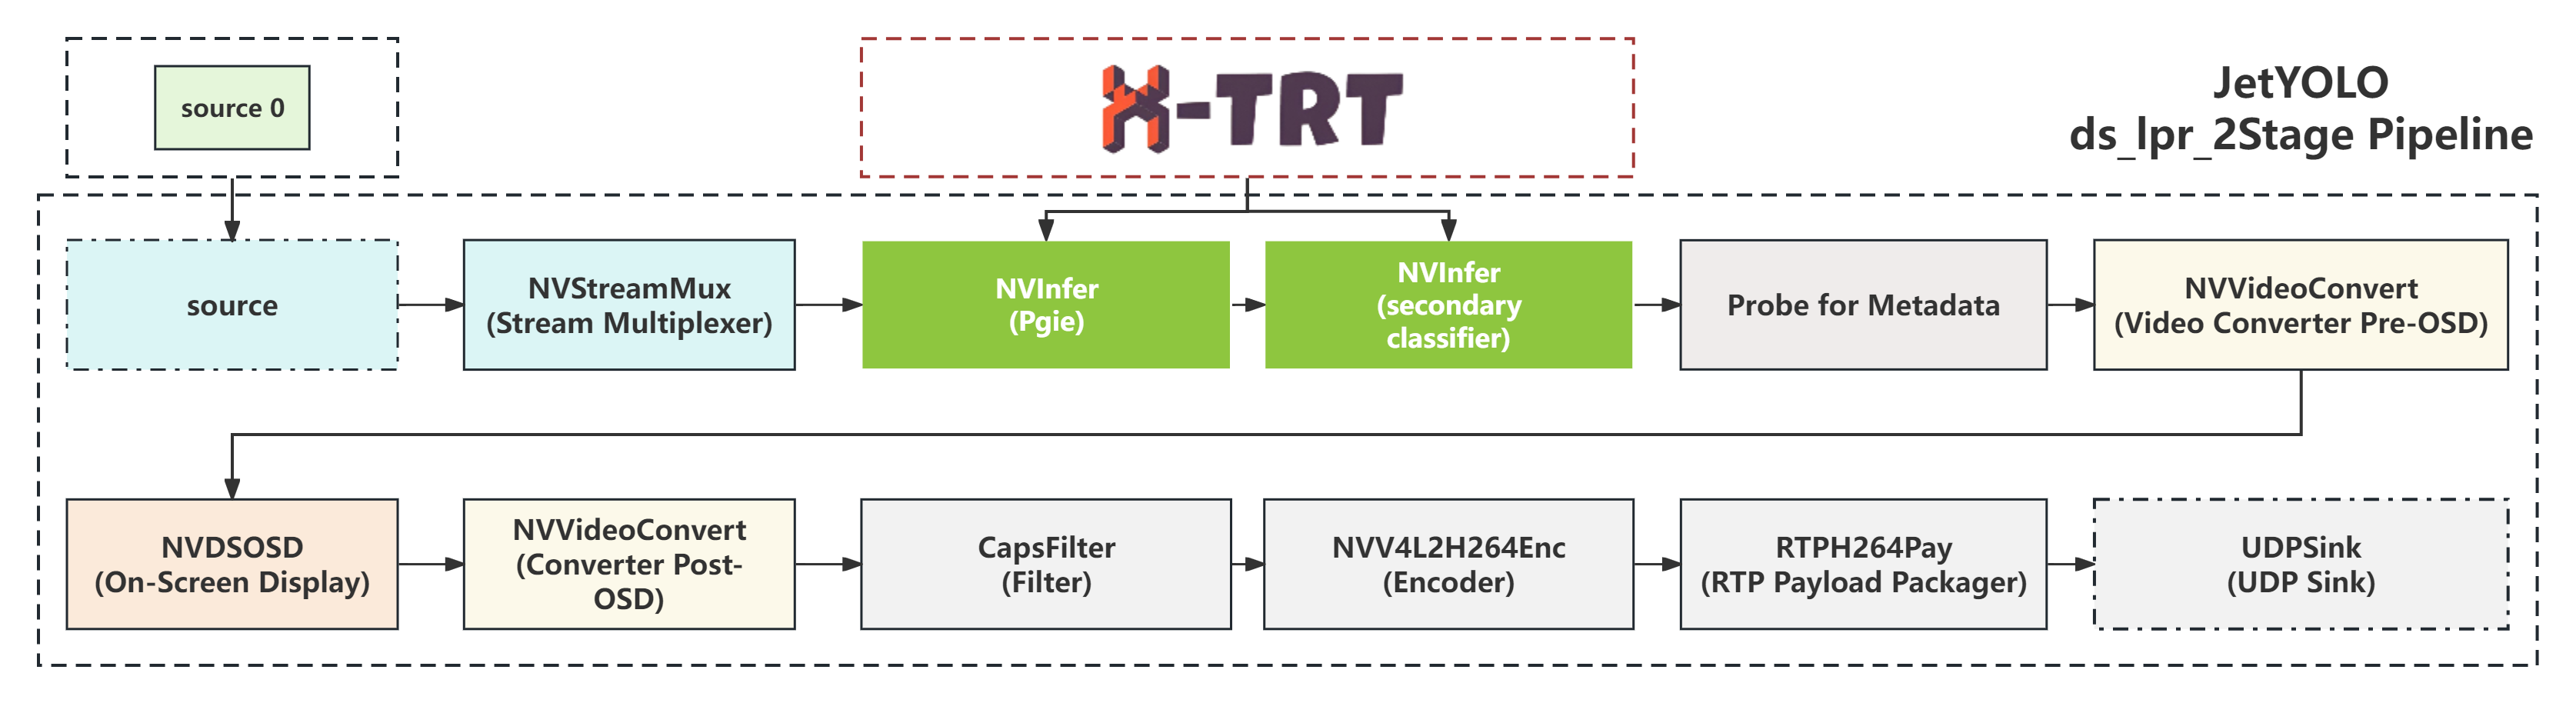 source 0
X-TRT
JetYOLO
ds_lpr_2Stage Pipeline
source
NVStreamMux
(Stream Multiplexer)
NVInfer
(Pgie)
NVInfer
(secondary
classifier)
Probe for Metadata
NVVideoConvert
(Video Converter Pre-OSD)
NVDSOSD
(On-Screen Display)
NVVideoConvert
(Converter Post-
OSD)
CapsFilter
(Filter)
NVV4L2H264Enc
(Encoder)
RTPH264Pay
(RTP Payload Packager)
UDPSink
(UDP Sink)